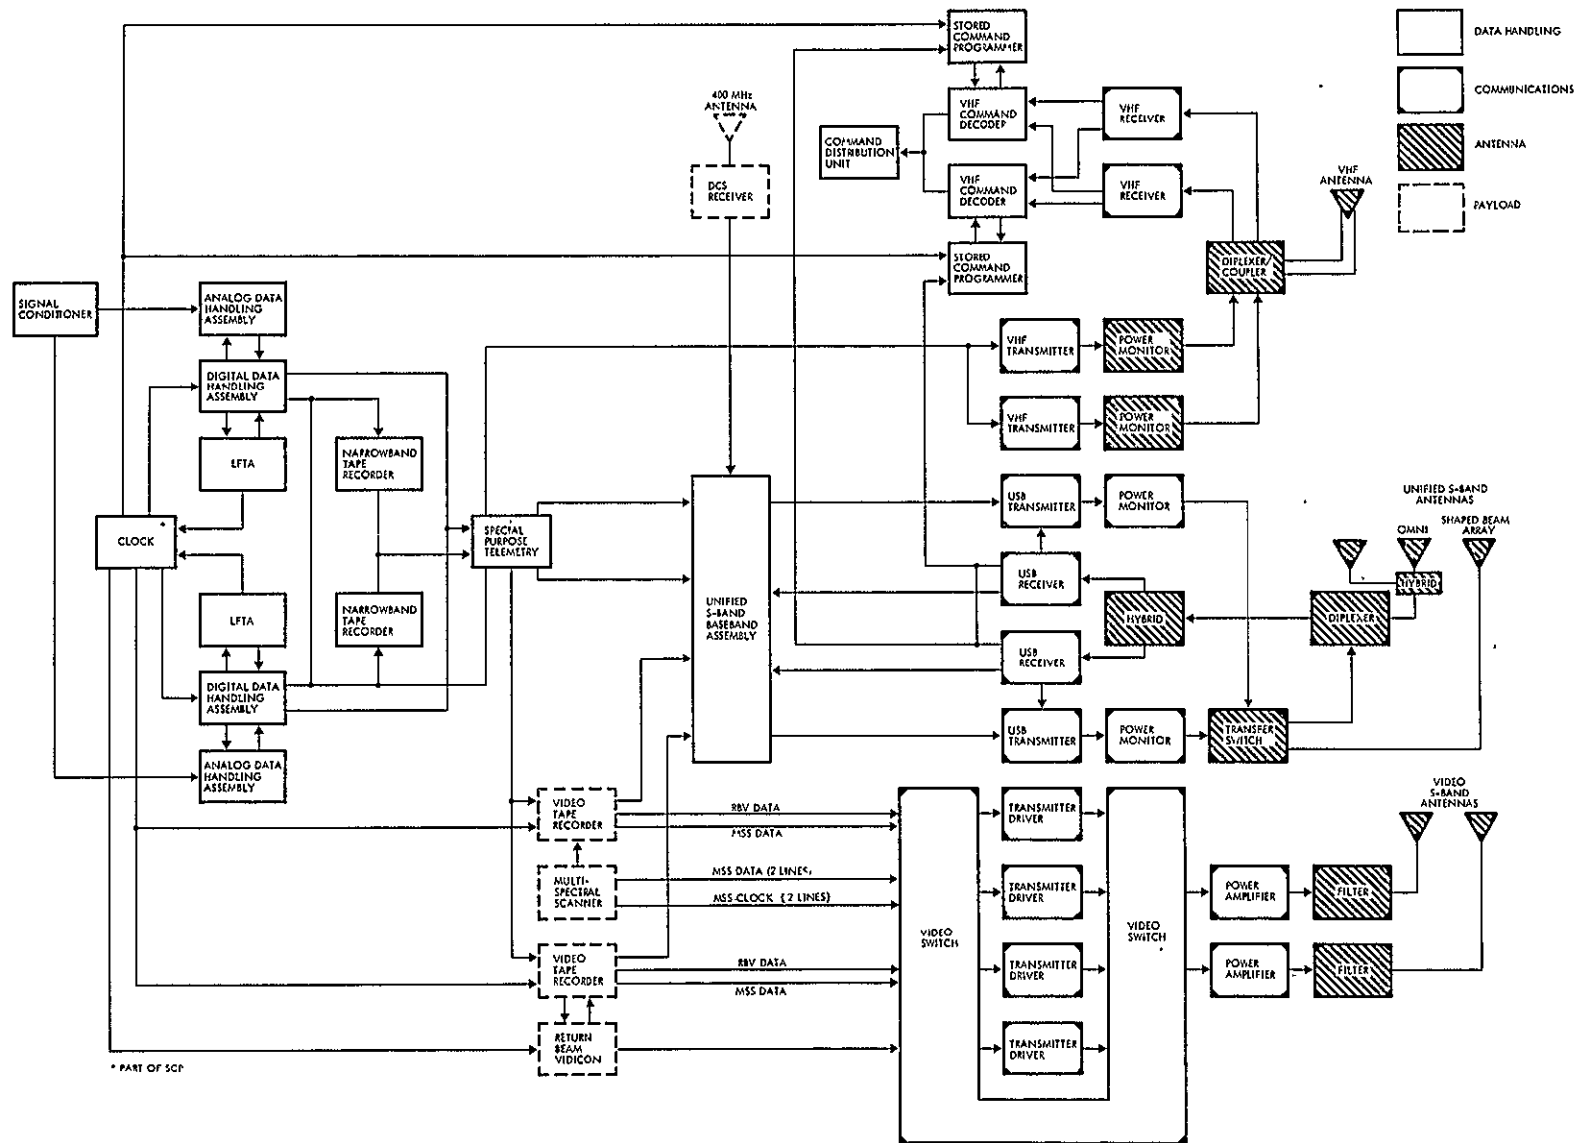 STORED
COMMAND
PROGRAMMER
DATA HANDLING
COMMUNICATIONS
ANTENNA
PAYLOAD
400 MHz
ANTENNA
VHF
COMMAND
DECODER
VHF
RECEIVER
COMMAND
DISTRIBUTION
UNIT
DCS
RECEIVER
VHF
COMMAND
DECODER
VHF
RECEIVER
VHF
ANTENNA
STORED
COMMAND
PROGRAMMER
DIPLEXER/
COUPLER
SIGNAL
CONDITIONER
ANALOG DATA
HANDLING
ASSEMBLY
VHF
TRANSMITTER
POWER
MONITOR
DIGITAL DATA
HANDLING
ASSEMBLY
VHF
TRANSMITTER
POWER
MONITOR
LFTA
NARROWBAND
TAPE
RECORDER
USB
TRANSMITTER
POWER
MONITOR
UNIFIED S-BAND
ANTENNAS
OMNI
SHAPED BEAM
ARRAY
CLOCK *
SPECIAL
PURPOSE
TELEMETRY
USB
RECEIVER
HYBRID
UNIFIED
S-BAND
BASEBAND
ASSEMBLY
HYBRID
DIPLEXER
LFTA
NARROWBAND
TAPE
RECORDER
USB
RECEIVER
DIGITAL DATA
HANDLING
ASSEMBLY
USB
TRANSMITTER
POWER
MONITOR
TRANSFER
SWITCH
ANALOG DATA
HANDLING
ASSEMBLY
VIDEO
TAPE
RECORDER
RBV DATA
MSS DATA
TRANSMITTER
DRIVER
VIDEO
S-BAND
ANTENNAS
MULTI-
SPECTRAL
SCANNER
MSS DATA (2 LINES)
MSS-CLOCK (2 LINES)
TRANSMITTER
DRIVER
POWER
AMPLIFIER
FILTER
VIDEO
SWITCH
VIDEO
SWITCH
VIDEO
TAPE
RECORDER
RBV DATA
MSS DATA
TRANSMITTER
DRIVER
POWER
AMPLIFIER
FILTER
RETURN
BEAM
VIDICON
TRANSMITTER
DRIVER
* PART OF SCP